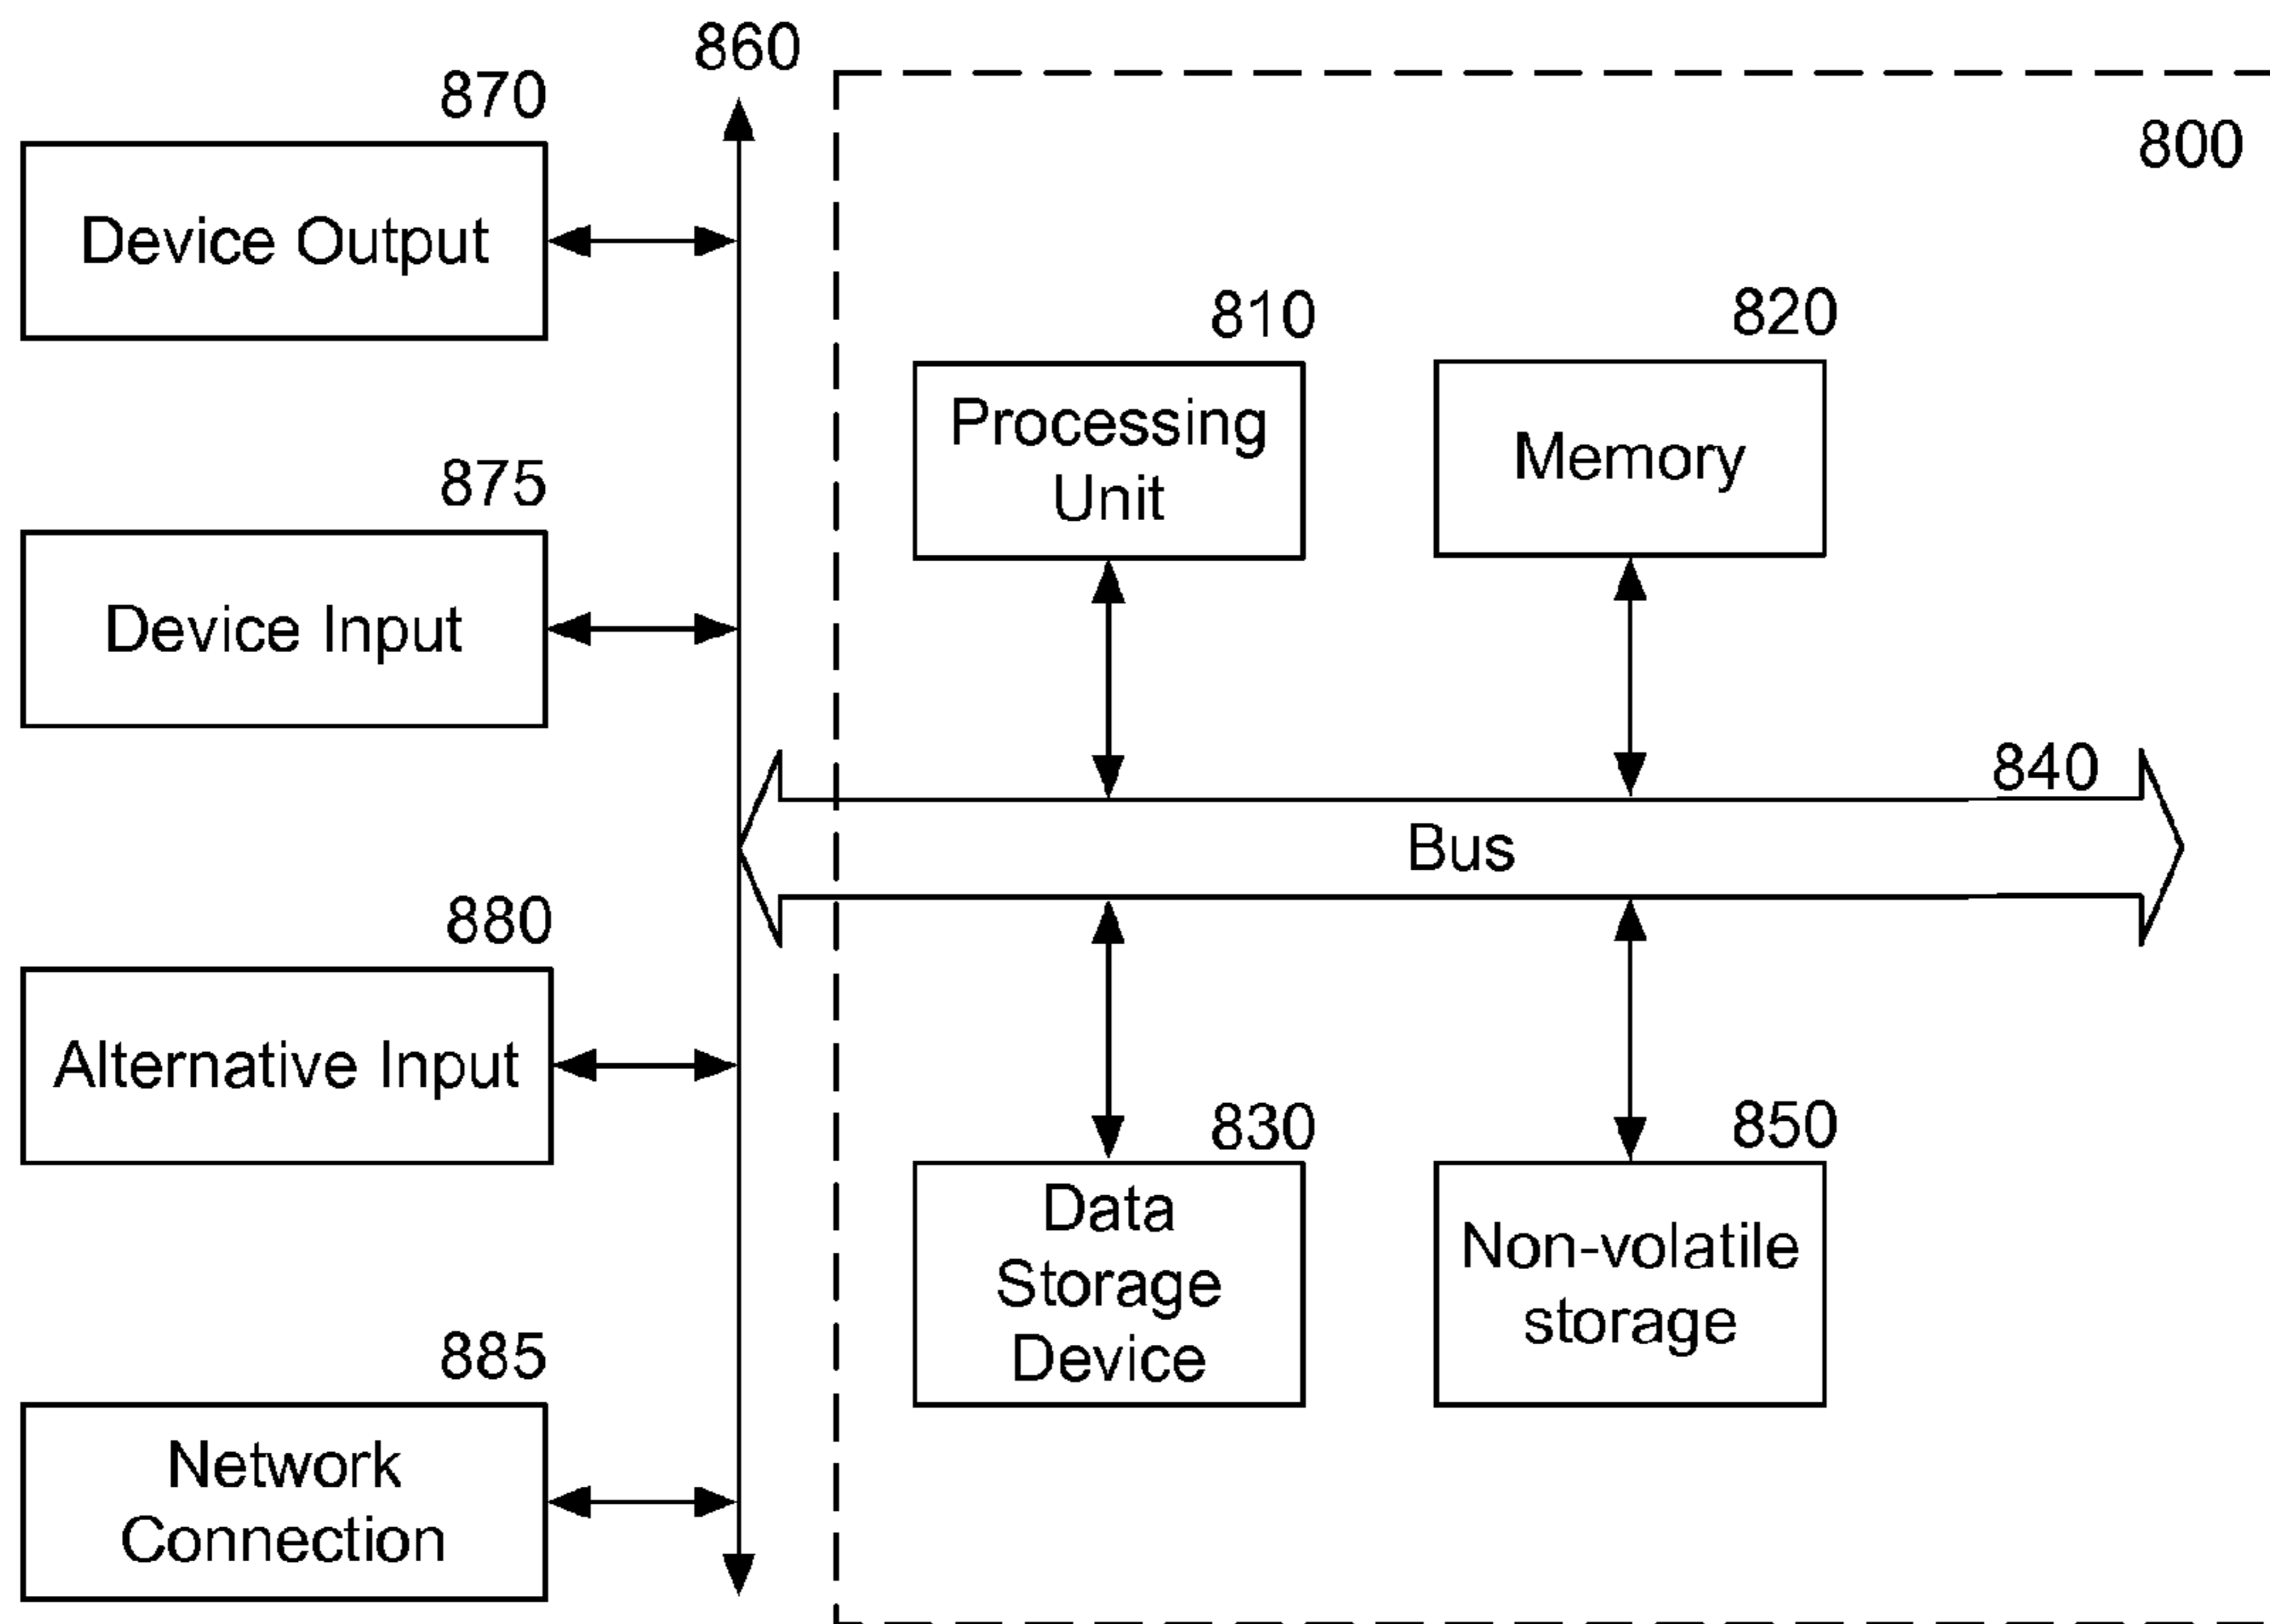 860
870
800
Device Output
810
820
Processing
Unit
Memory
875
Device Input
840
Bus
880
Alternative Input
830
850
Data
Storage
Device
Non-volatile
storage
885
Network
Connection